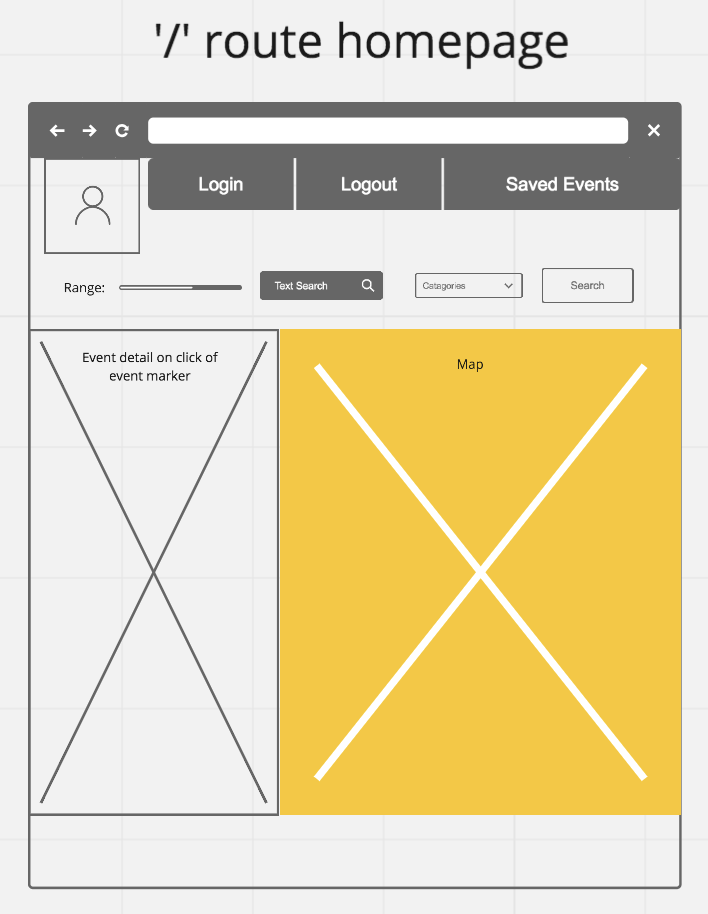 '/' route homepage
Login
Logout
Saved Events
Range:
Text Search
Catagories
Search
Event detail on click of
event marker
Map